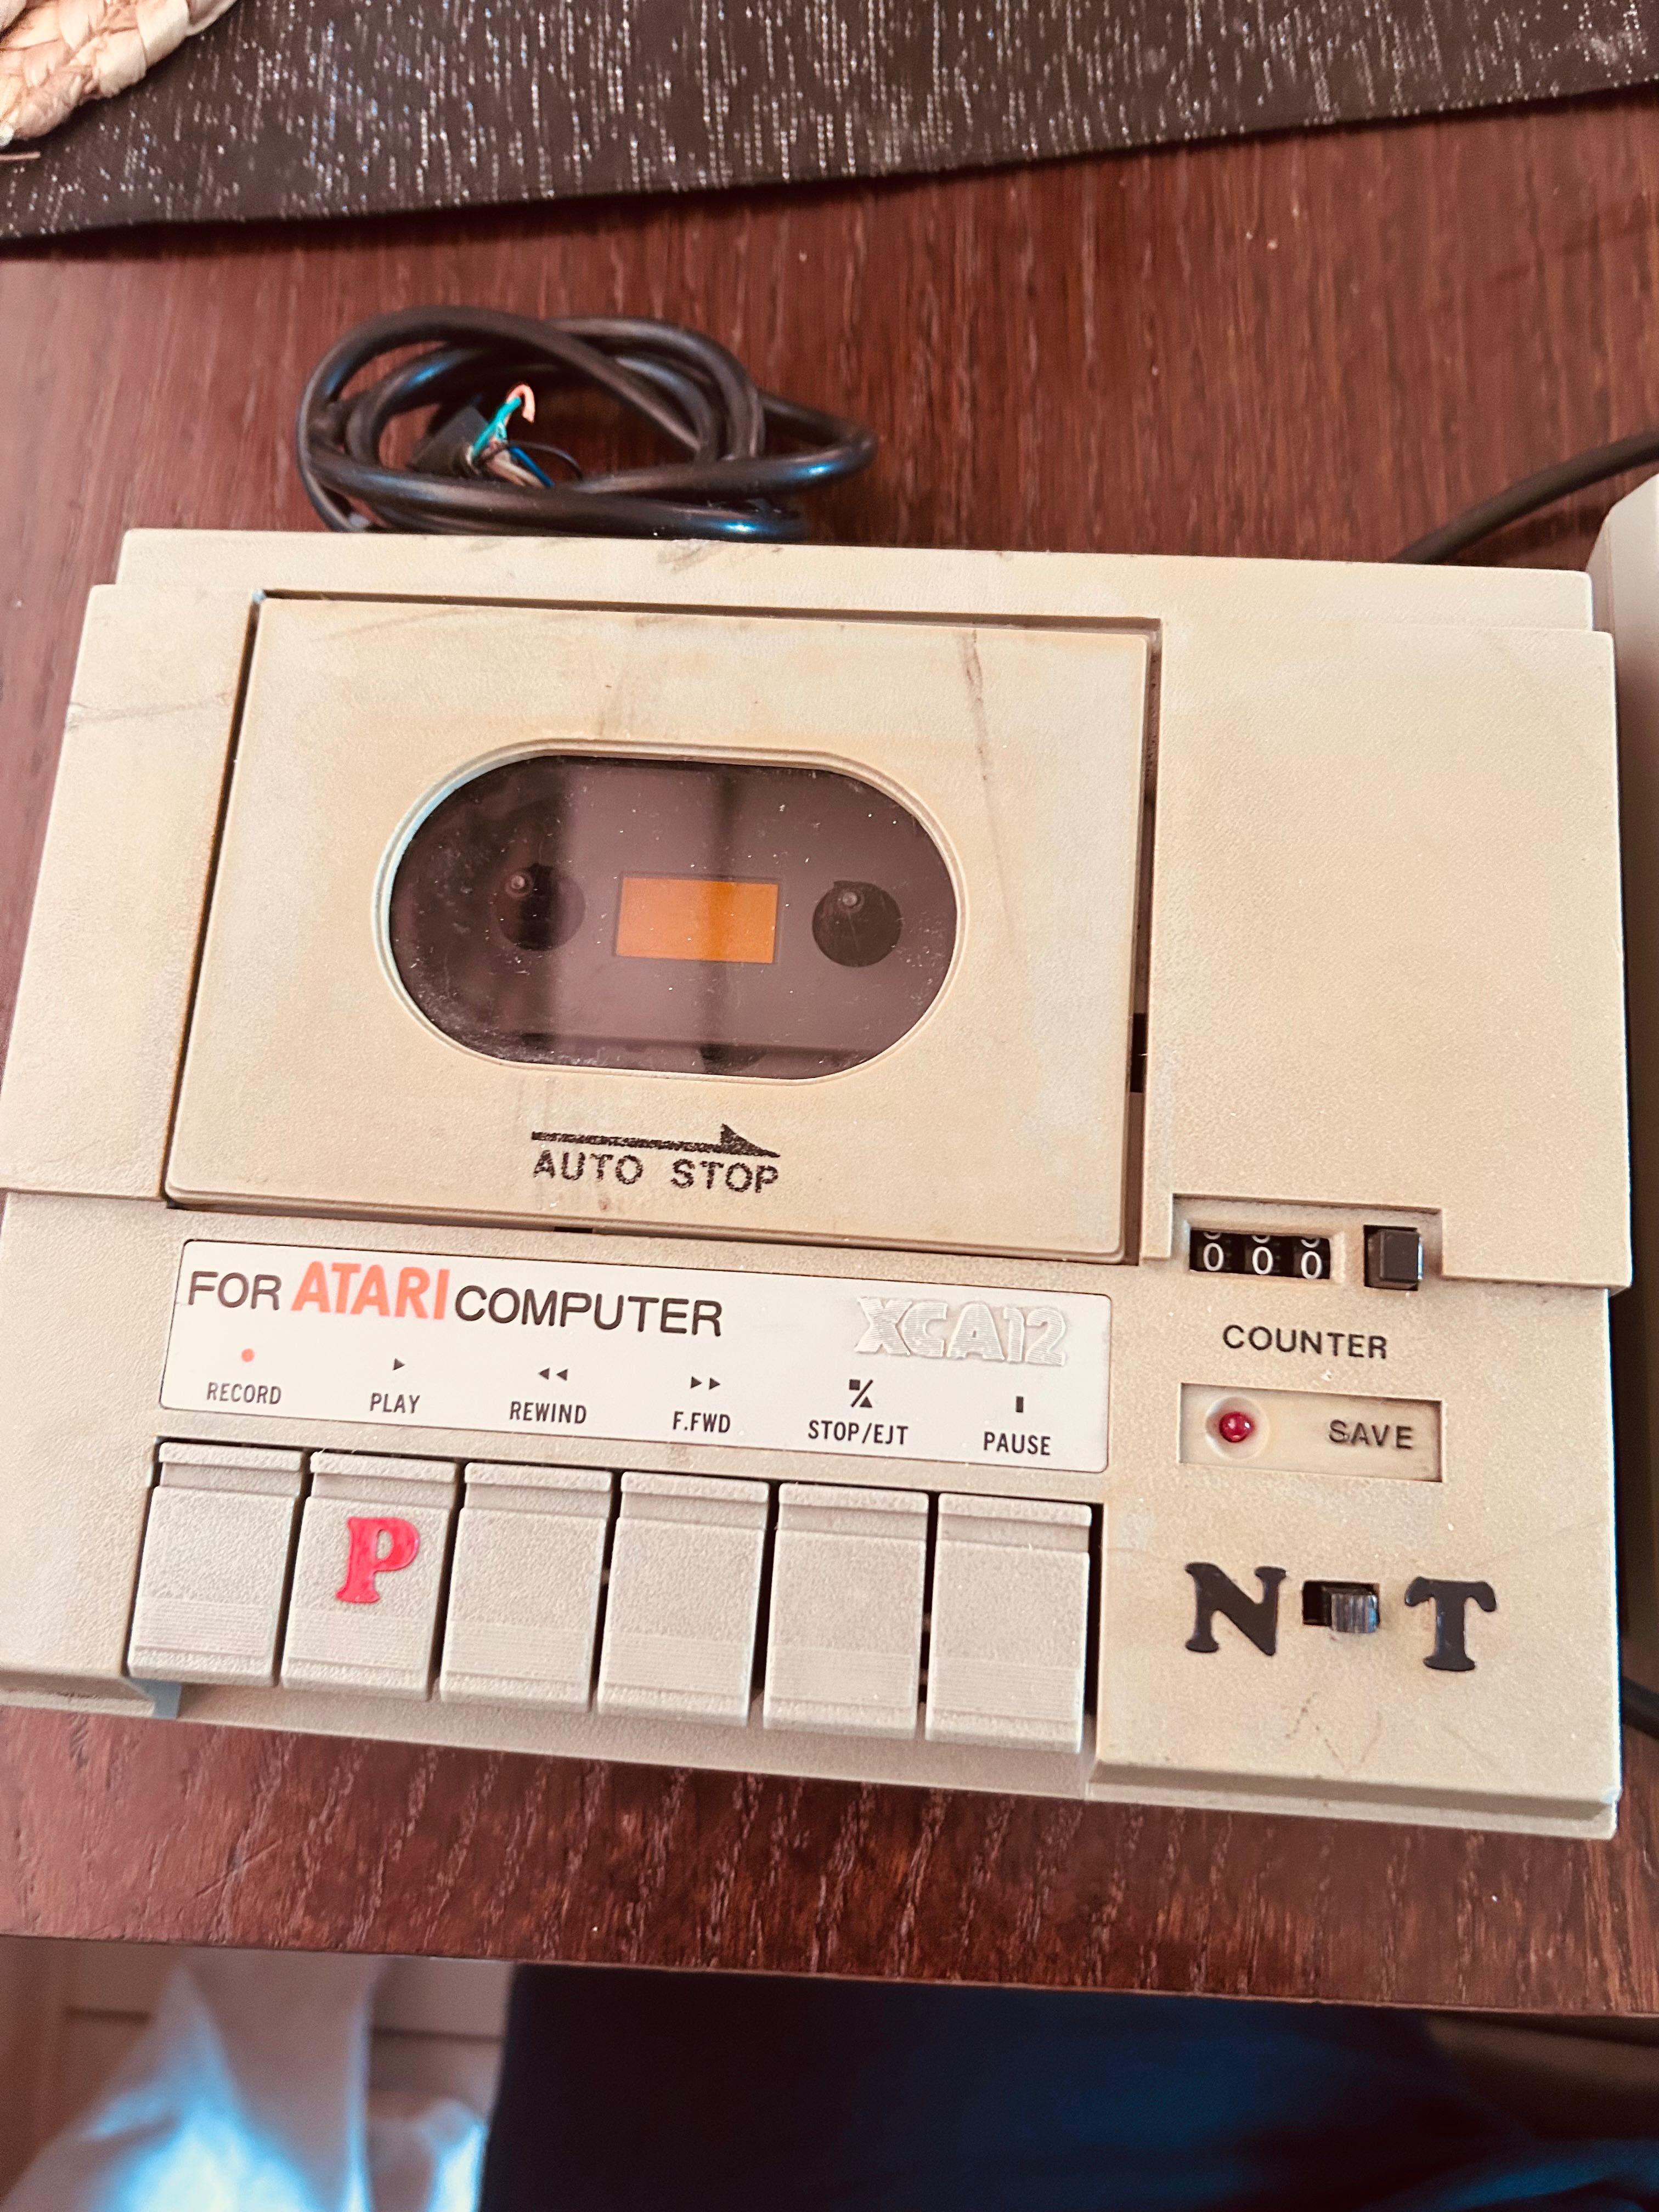 AUTO STOP
FOR ATARI COMPUTER XCA12
RECORD PLAY REWIND F.FWD STOP/EJT PAUSE
000
COUNTER
SAVE
P
N T